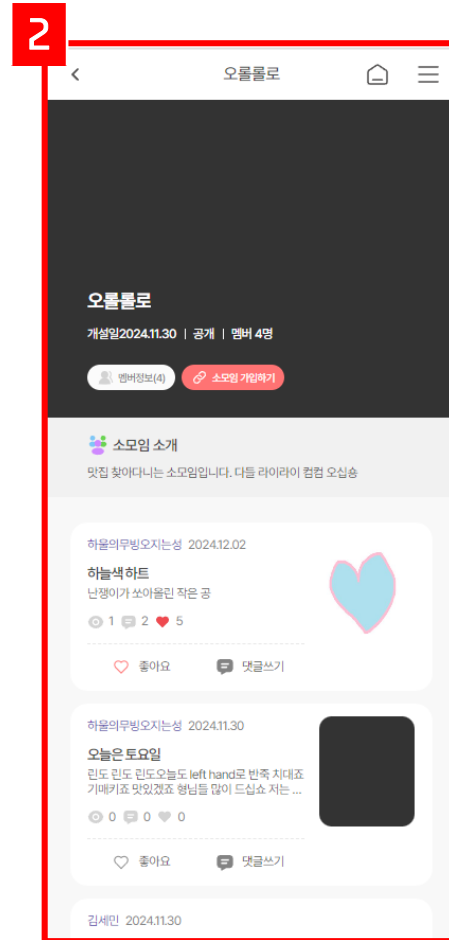 2
오롤롤로
오롤롤로
개설일2024.11.30 | 공개 | 멤버 4명
멤버정보(4)
소모임 가입하기
소모임 소개
맛집 찾아다니는 소모임입니다. 다들 라이라이 컴컴 오십숑
하울의무빙오지는성 2024.12.02
하늘색 하트
난쟁이가 쏘아올린 작은 공
1 2 5
좋아요 댓글쓰기
하울의무빙오지는성 2024.11.30
오늘은 토요일
린도 린도 린도오늘도 left hand로 반죽 치대죠
기매키죠 맛있겠죠 형님들 많이 드십쇼 저는 ...
0 0 0
좋아요 댓글쓰기
김세민 2024.11.30